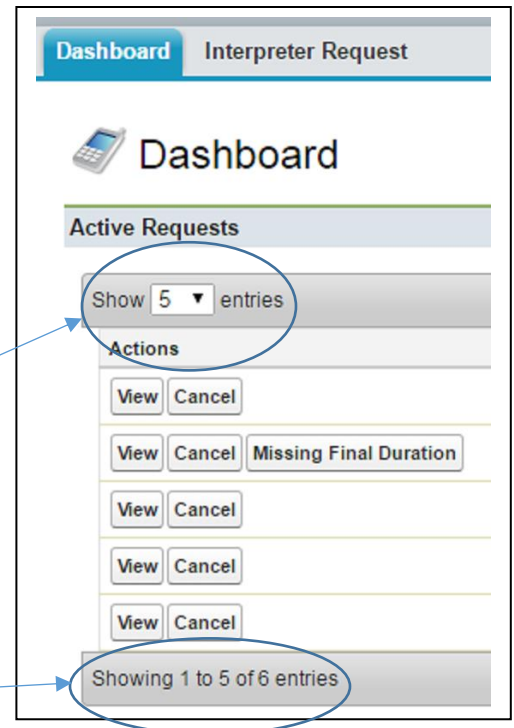 Dashboard Interpreter Request
Dashboard
Active Requests
Show 5 entries
Actions
View Cancel
View Cancel Missing Final Duration
View Cancel
View Cancel
View Cancel
Showing 1 to 5 of 6 entries